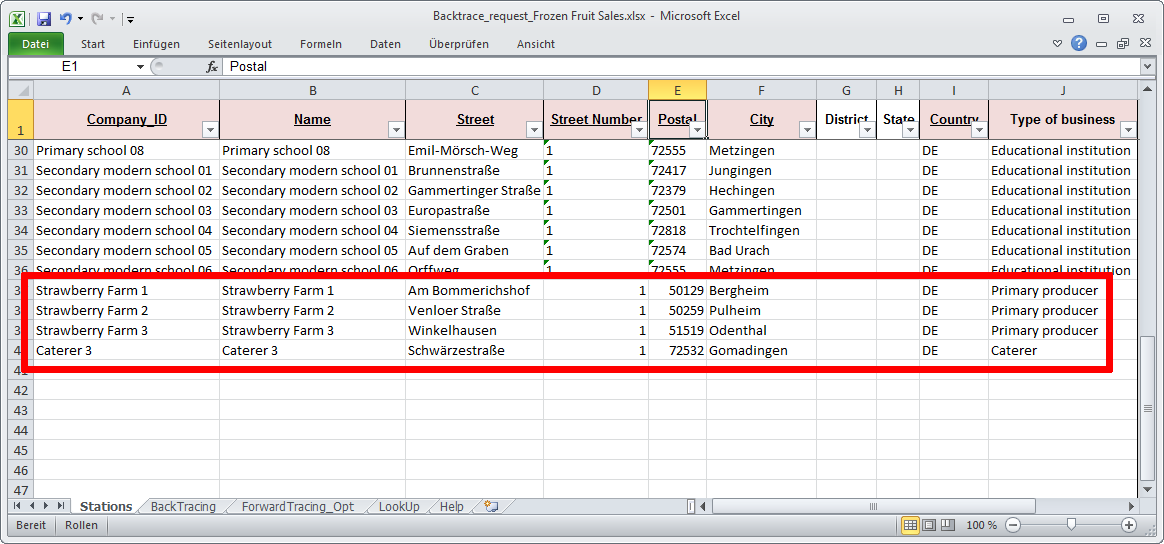 Backtrace_request_Frozen Fruit Sales.xlsx - Microsoft Excel
Datei Start Einfügen Seitenlayout Formeln Daten Überprüfen Ansicht
E1 fx Postal
A B C D E F G H I J
1 Company_ID Name Street Street Number Postal City District State Country Type of business
30 Primary school 08 Primary school 08 Emil-Mörsch-Weg 1 72555 Metzingen DE Educational institution
31 Secondary modern school 01 Secondary modern school 01 Brunnenstraße 1 72417 Jungingen DE Educational institution
32 Secondary modern school 02 Secondary modern school 02 Gammertinger Straße 1 72379 Hechingen DE Educational institution
33 Secondary modern school 03 Secondary modern school 03 Europastraße 1 72501 Gammertingen DE Educational institution
34 Secondary modern school 04 Secondary modern school 04 Siemensstraße 1 72818 Trochtelfingen DE Educational institution
35 Secondary modern school 05 Secondary modern school 05 Auf dem Graben 1 72574 Bad Urach DE Educational institution
36 Secondary modern school 06 Secondary modern school 06 Orffweg 1 72555 Metzingen DE Educational institution
Strawberry Farm 1 Strawberry Farm 1 Am Bommerichshof 1 50129 Bergheim DE Primary producer
Strawberry Farm 2 Strawberry Farm 2 Venloer Straße 1 50259 Pulheim DE Primary producer
Strawberry Farm 3 Strawberry Farm 3 Winkelhausen 1 51519 Odenthal DE Primary producer
Caterer 3 Caterer 3 Schwärzestraße 1 72532 Gomadingen DE Caterer
41
42
43
44
45
46
47
Stations BackTracing ForwardTracing_Opt LookUp Help
Bereit Rollen 100 %